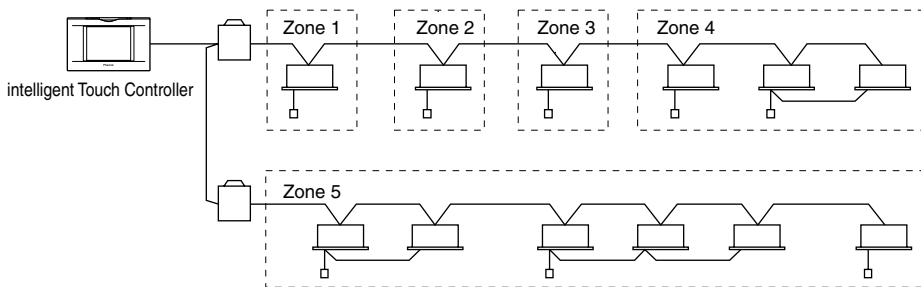 Zone 1
Zone 2
Zone 3
Zone 4
intelligent Touch Controller
Zone 5